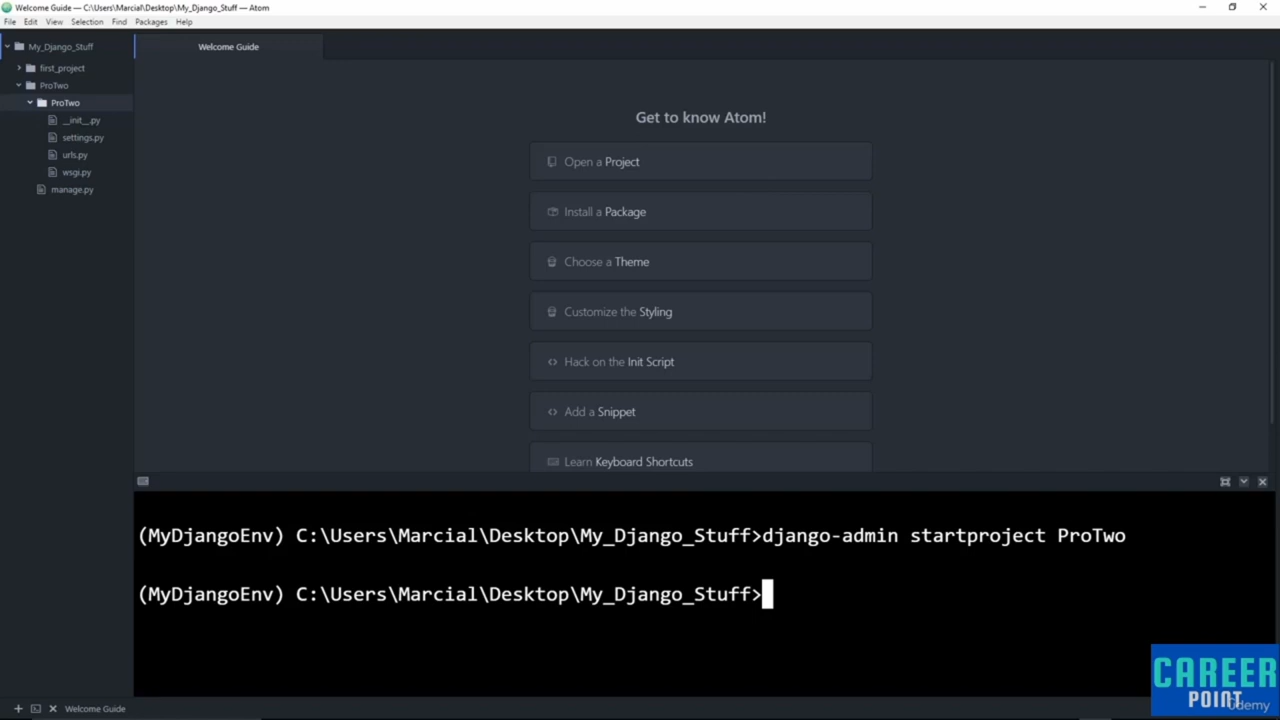 Welcome Guide — C:\Users\Marcial\Desktop\My_Django_Stuff — Atom
File Edit View Selection Find Packages Help
My_Django_Stuff
first_project
ProTwo
ProTwo
__init__.py
settings.py
urls.py
wsgi.py
manage.py
Welcome Guide
Get to know Atom!
Open a Project
Install a Package
Choose a Theme
Customize the Styling
Hack on the Init Script
Add a Snippet
Learn Keyboard Shortcuts
(MyDjangoEnv) C:\Users\Marcial\Desktop\My_Django_Stuff>django-admin startproject ProTwo
(MyDjangoEnv) C:\Users\Marcial\Desktop\My_Django_Stuff>
Welcome Guide
CAREER
POINT
Udemy